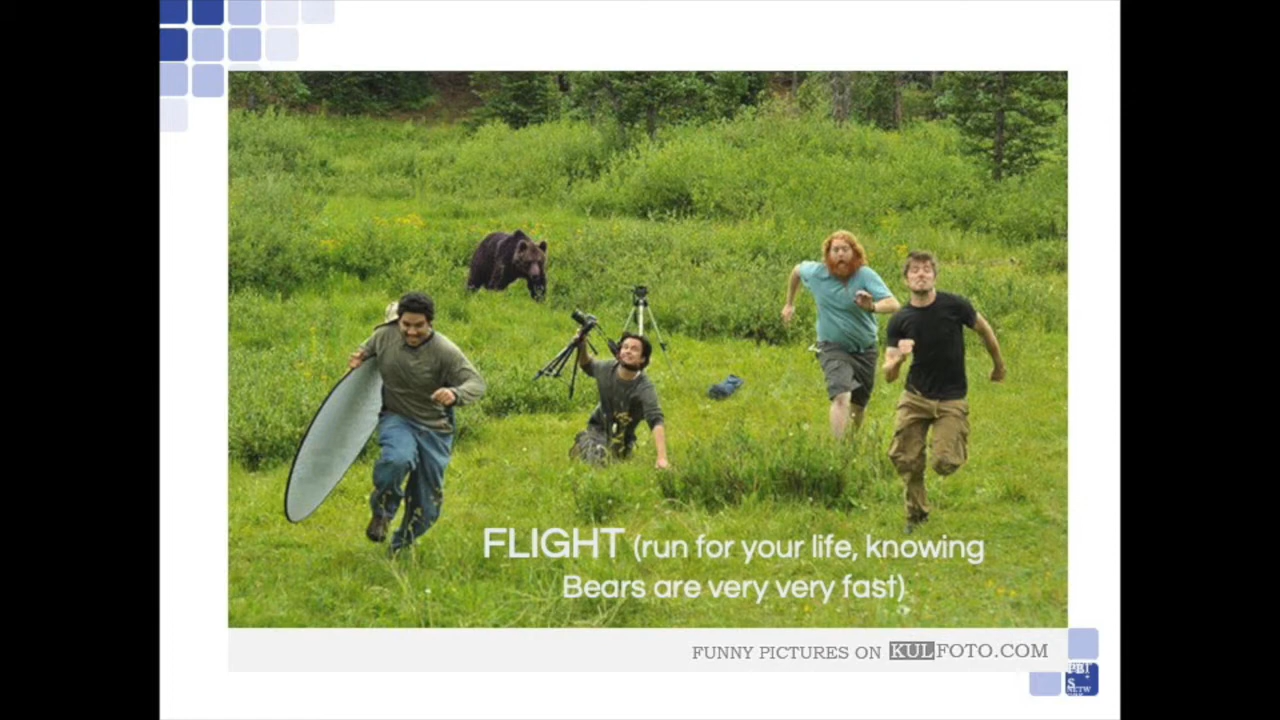 FLIGHT (run for your life, knowing
Bears are very very fast)
FUNNY PICTURES ON KULFOTO.COM